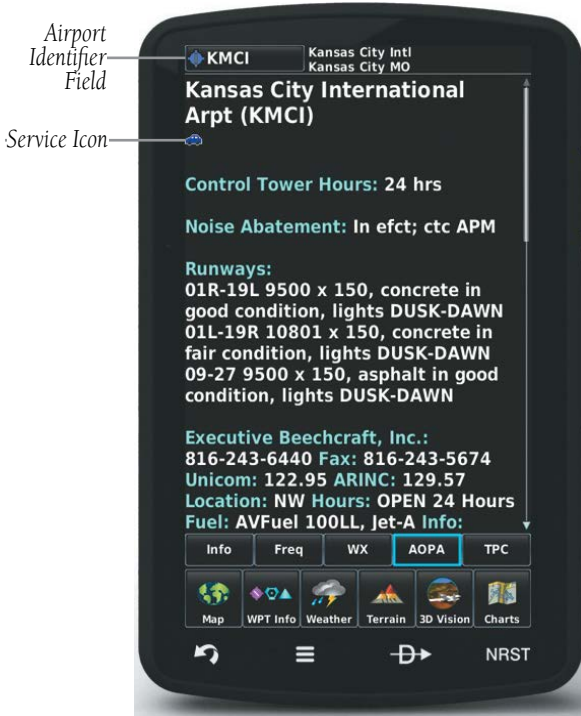 Airport
Identifier
Field
KMCI
Kansas City Intl
Kansas City MO
Kansas City International
Arpt (KMCI)
Service Icon
Control Tower Hours: 24 hrs
Noise Abatement: In efct; ctc APM
Runways:
01R-19L 9500 x 150, concrete in
good condition, lights DUSK-DAWN
01L-19R 10801 x 150, concrete in
fair condition, lights DUSK-DAWN
09-27 9500 x 150, asphalt in good
condition, lights DUSK-DAWN
Executive Beechcraft, Inc.:
816-243-6440 Fax: 816-243-5674
Unicom: 122.95 ARINC: 129.57
Location: NW Hours: OPEN 24 Hours
Fuel: AVFuel 100LL, Jet-A Info:
Info Freq WX AOPA TPC
Map WPT Info Weather Terrain 3D Vision Charts
D NRST